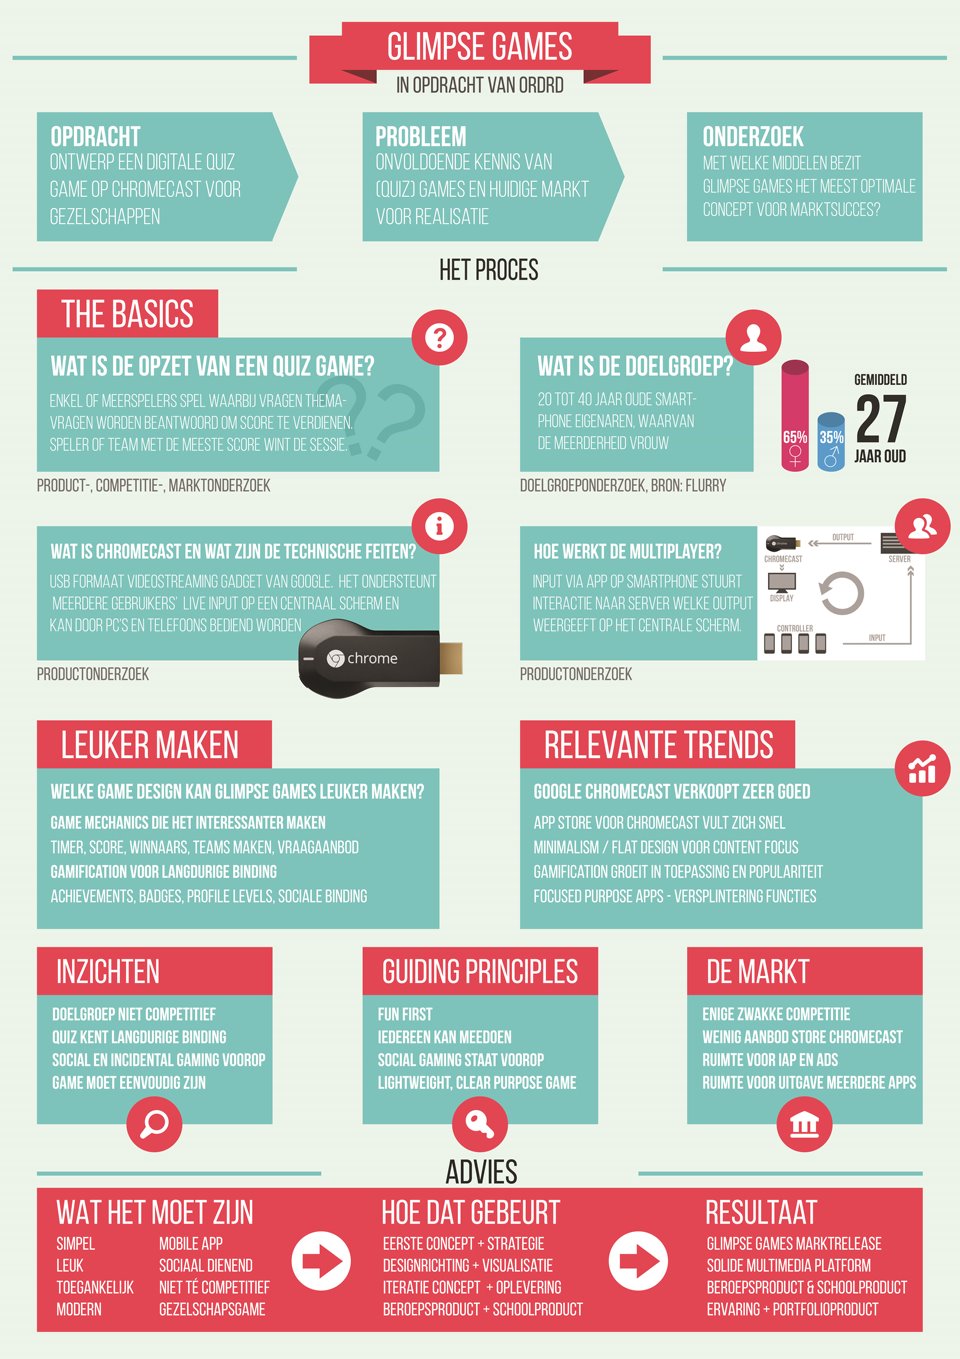 GLIMPSE GAMES
IN OPDRACHT VAN ORDRD
OPDRACHT
ONTWERP EEN DIGITALE QUIZ
GAME OP CHROMECAST VOOR
GEZELSCHAPPEN
PROBLEEM
ONVOLDOENDE KENNIS VAN
(QUIZ) GAMES EN HUIDIGE MARKT
VOOR REALISATIE
ONDERZOEK
MET WELKE MIDDELEN BEZIT
GLIMPSE GAMES HET MEEST OPTIMALE
CONCEPT VOOR MARKTSUCCES?
HET PROCES
THE BASICS
WAT IS DE OPZET VAN EEN QUIZ GAME?
ENKEL OF MEERSPELERS SPEL WAARBIJ VRAGEN THEMA-
VRAGEN WORDEN BEANTWOORD OM SCORE TE VERDIENEN.
SPELER OF TEAM MET DE MEESTE SCORE WINT DE SESSIE.
??
?
PRODUCT-, COMPETITIE-, MARKTONDERZOEK
WAT IS DE DOELGROEP?
20 TOT 40 JAAR OUDE SMART-
PHONE EIGENAREN, WAARVAN
DE MEERDERHEID VROUW
65%
35%
GEMIDDELD
27
JAAR OUD
DOELGROEPONDERZOEK, BRON: FLURRY
WAT IS CHROMECAST EN WAT ZIJN DE TECHNISCHE FEITEN?
USB FORMAAT VIDEOSTREAMING GADGET VAN GOOGLE. HET ONDERSTEUNT
MEERDERE GEBRUIKERS' LIVE INPUT OP EEN CENTRAAL SCHERM EN
KAN DOOR PC'S EN TELEFOONS BEDIEND WORDEN
i
chrome
PRODUCTONDERZOEK
HOE WERKT DE MULTIPLAYER?
INPUT VIA APP OP SMARTPHONE STUURT
INTERACTIE NAAR SERVER WELKE OUTPUT
WEERGEEFT OP HET CENTRALE SCHERM.
OUTPUT
CHROMECAST
SERVER
DISPLAY
CONTROLLER
INPUT
PRODUCTONDERZOEK
LEUKER MAKEN
WELKE GAME DESIGN KAN GLIMPSE GAMES LEUKER MAKEN?
GAME MECHANICS DIE HET INTERESSANTER MAKEN
TIMER, SCORE, WINNAARS, TEAMS MAKEN, VRAAGAANBOD
GAMIFICATION VOOR LANGDURIGE BINDING
ACHIEVEMENTS, BADGES, PROFILE LEVELS, SOCIALE BINDING
RELEVANTE TRENDS
GOOGLE CHROMECAST VERKOOPT ZEER GOED
APP STORE VOOR CHROMECAST VULT ZICH SNEL
MINIMALISM / FLAT DESIGN VOOR CONTENT FOCUS
GAMIFICATION GROEIT IN TOEPASSING EN POPULARITEIT
FOCUSED PURPOSE APPS - VERSPLINTERING FUNCTIES
INZICHTEN
DOELGROEP NIET COMPETITIEF
QUIZ KENT LANGDURIGE BINDING
SOCIAL EN INCIDENTAL GAMING VOOROP
GAME MOET EENVOUDIG ZIJN
GUIDING PRINCIPLES
FUN FIRST
IEDEREEN KAN MEEDOEN
SOCIAL GAMING STAAT VOOROP
LIGHTWEIGHT, CLEAR PURPOSE GAME
DE MARKT
ENIGE ZWAKKE COMPETITIE
WEINIG AANBOD STORE CHROMECAST
RUIMTE VOOR IAP EN ADS
RUIMTE VOOR UITGAVE MEERDERE APPS
ADVIES
WAT HET MOET ZIJN
SIMPEL
LEUK
TOEGANKELIJK
MODERN
MOBILE APP
SOCIAAL DIENEND
NIET TÉ COMPETITIEF
GEZELSCHAPSGAME
HOE DAT GEBEURT
EERSTE CONCEPT + STRATEGIE
DESIGNRICHTING + VISUALISATIE
ITERATIE CONCEPT + OPLEVERING
BEROEPSPRODUCT + SCHOOLPRODUCT
RESULTAAT
GLIMPSE GAMES MARKTRELEASE
SOLIDE MULTIMEDIA PLATFORM
BEROEPSPRODUCT & SCHOOLPRODUCT
ERVARING + PORTFOLIOPRODUCT